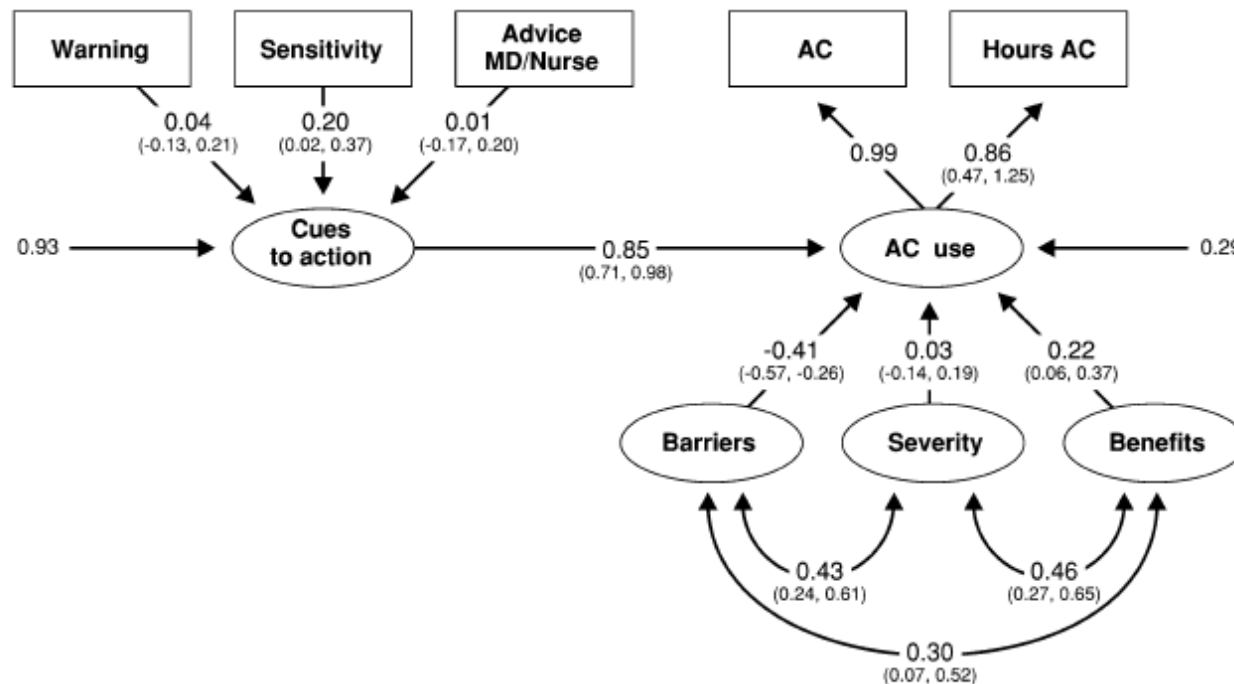 Warning
Sensitivity
Advice
MD/Nurse
AC
Hours AC
0.04
(-0.13, 0.21)
0.20
(0.02, 0.37)
0.01
(-0.17, 0.20)
0.99
0.86
(0.47, 1.25)
0.93
Cues
to action
0.85
(0.71, 0.98)
AC use
0.29
-0.41
(-0.57, -0.26)
0.03
(-0.14, 0.19)
0.22
(0.06, 0.37)
Barriers
Severity
Benefits
0.43
(0.24, 0.61)
0.46
(0.27, 0.65)
0.30
(0.07, 0.52)